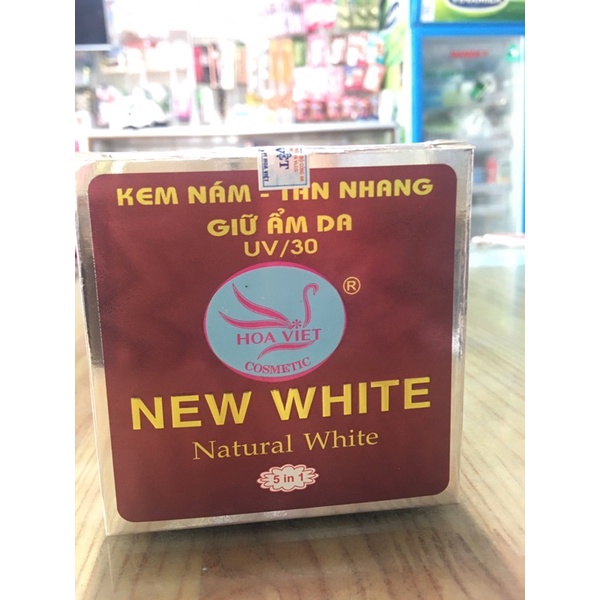 KEM NÁM - TÀN NHANG
GIỮ ẨM DA
UV/30
®
HOA VIỆT
COSMETIC
NEW WHITE
Natural White
5 in 1